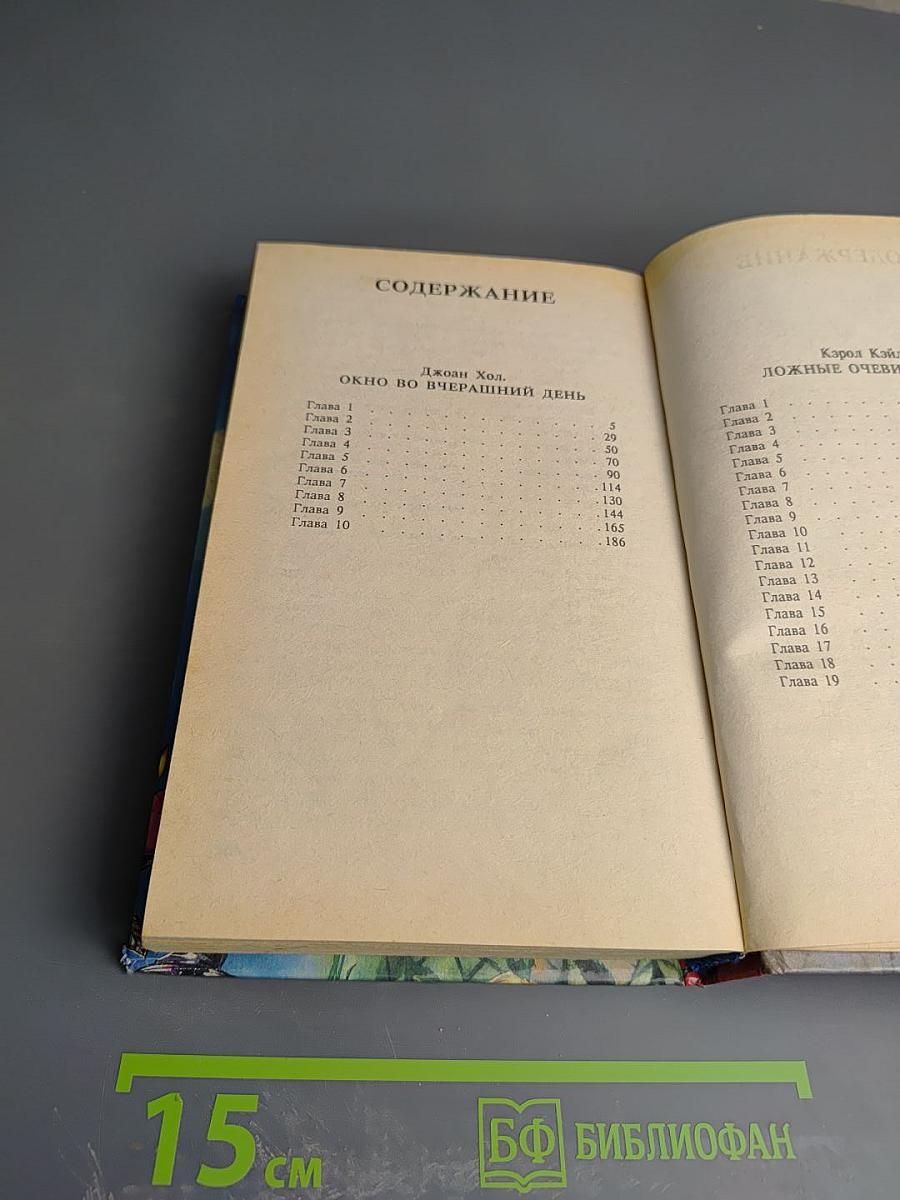 СОДЕРЖАНИЕ
Джоан Хол.
ОКНО ВО ВЧЕРАШНИЙ ДЕНЬ
Глава 1 . . . . . . . . . . . . . 5
Глава 2 . . . . . . . . . . . . . 29
Глава 3 . . . . . . . . . . . . . 50
Глава 4 . . . . . . . . . . . . . 70
Глава 5 . . . . . . . . . . . . . 90
Глава 6 . . . . . . . . . . . . . 114
Глава 7 . . . . . . . . . . . . . 130
Глава 8 . . . . . . . . . . . . . 144
Глава 9 . . . . . . . . . . . . . 165
Глава 10 . . . . . . . . . . . . . 186
Кэрол
ЛОЖНЫЕ
Глава 1
Глава 2
Глава 3
Глава 4
Глава 5
Глава 6
Глава 7
Глава 8
Глава 9
Глава 10
Глава 11
Глава 12
Глава 13
Глава 14
Глава 15
Глава 16
Глава 17
Глава 18
Глава 19
15 см
БФ БИБЛИОФАН